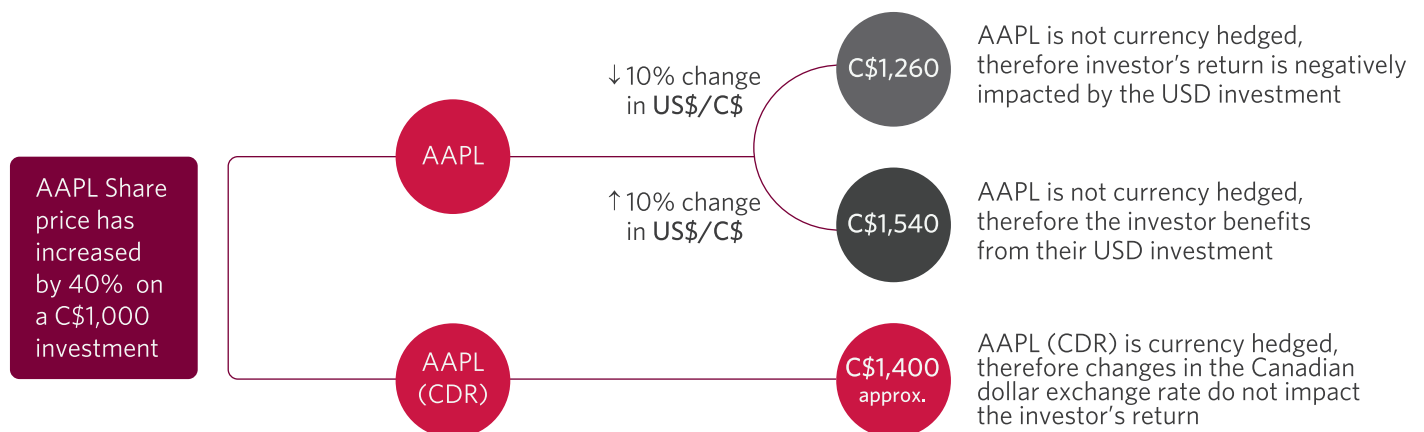 AAPL Share
price has
increased
by 40% on
a C$1,000
investment
AAPL
↓10% change
in US$/C$
C$1,260
AAPL is not currency hedged,
therefore investor’s return is negatively
impacted by the USD investment
↑10% change
in US$/C$
C$1,540
AAPL is not currency hedged,
therefore the investor benefits
from their USD investment
AAPL
(CDR)
C$1,400
approx.
AAPL (CDR) is currency hedged,
therefore changes in the Canadian
dollar exchange rate do not impact
the investor’s return